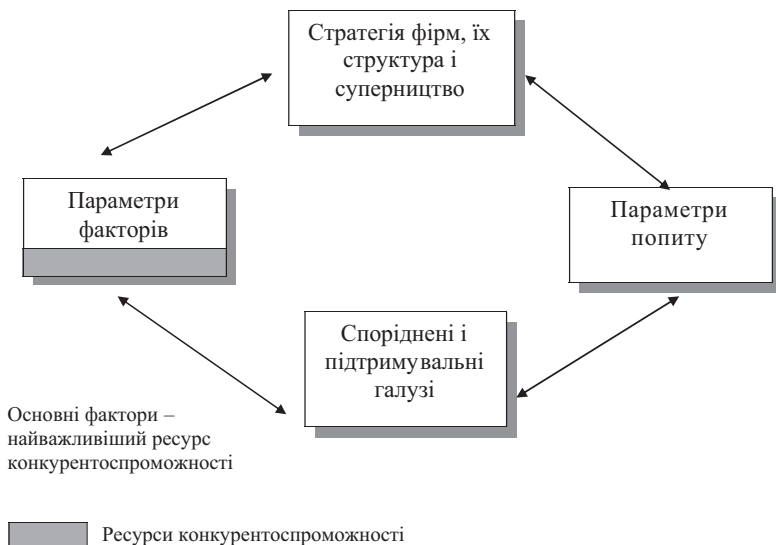 Стратегія фірм, їх
структура і
суперництво
Параметри
факторів
Параметри
попиту
Споріднені і
підтримувальні
галузі
Основні фактори –
найважливіший ресурс
конкурентоспроможності
Ресурси конкурентоспроможності